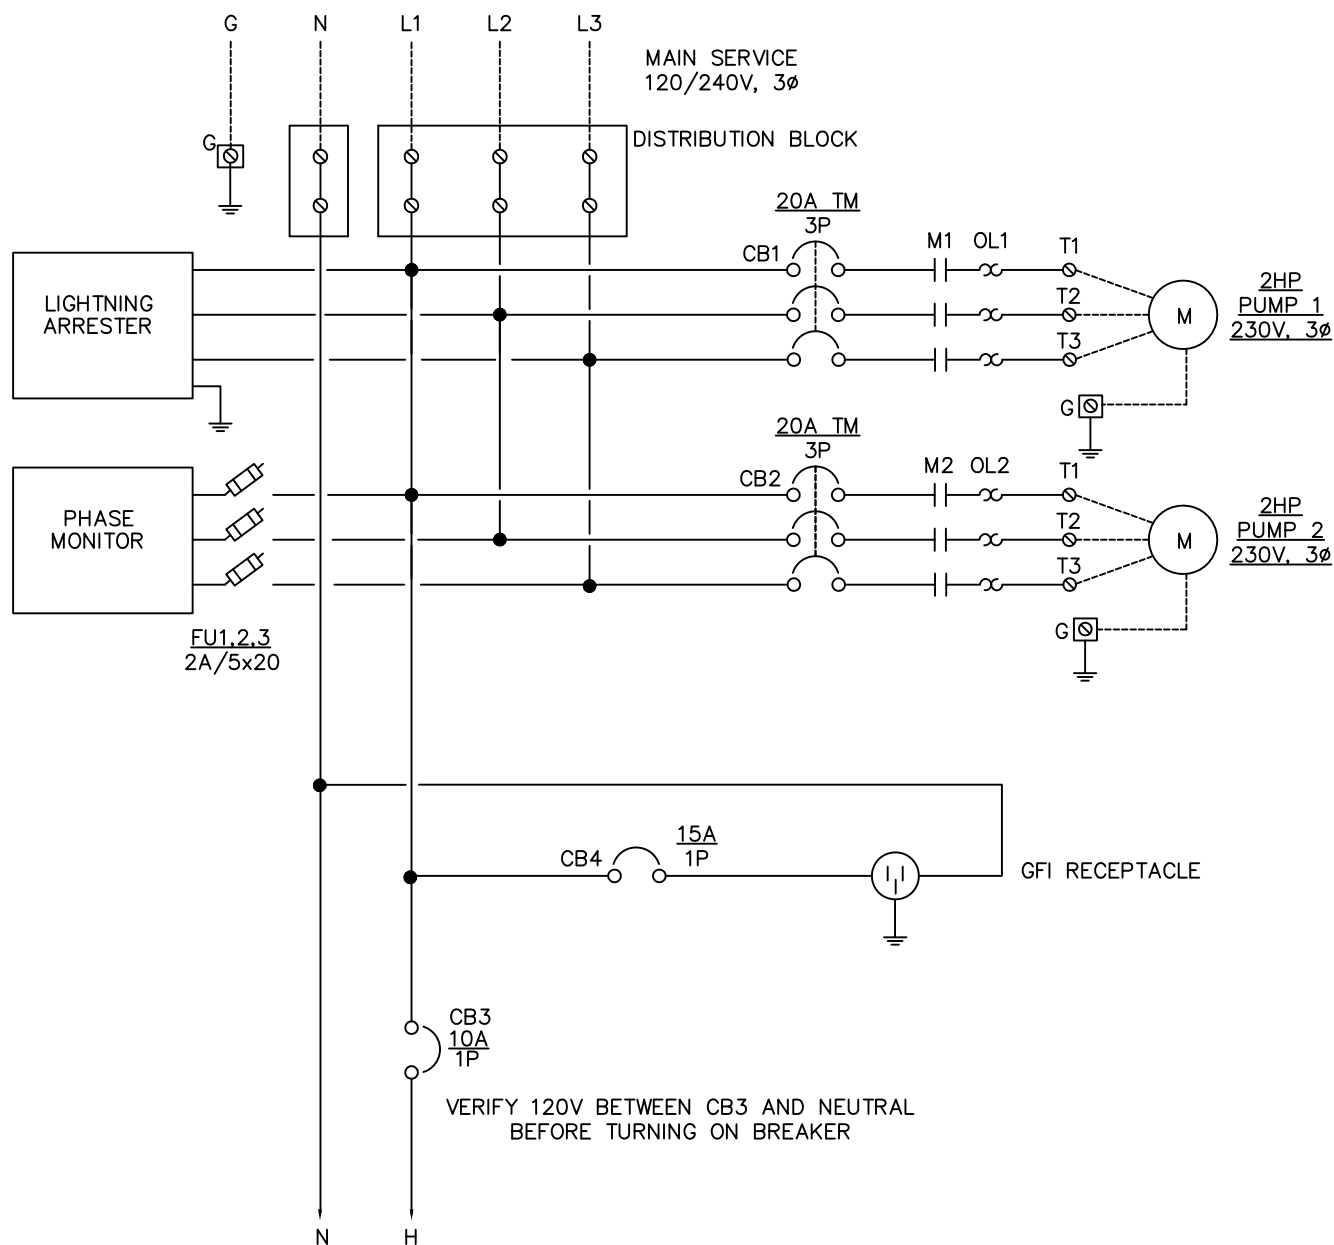 G N L1 L2 L3
MAIN SERVICE
120/240V, 3ø
DISTRIBUTION BLOCK
G
LIGHTNING
ARRESTER
20A TM
3P
CB1
M1 OL1 T1
T2
T3
M
2HP
PUMP 1
230V, 3ø
G
PHASE
MONITOR
FU1,2,3
2A/5x20
20A TM
3P
CB2
M2 OL2 T1
T2
T3
M
2HP
PUMP 2
230V, 3ø
G
CB4
15A
1P
GFI RECEPTACLE
CB3
10A
1P
VERIFY 120V BETWEEN CB3 AND NEUTRAL
BEFORE TURNING ON BREAKER
N H